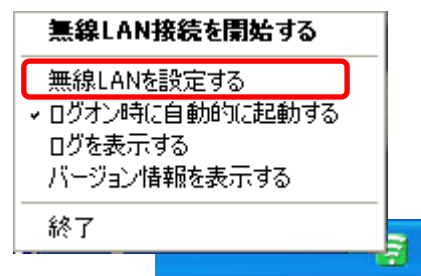 無線LAN接続を開始する
無線LANを設定する
ログオン時に自動的に起動する
ログを表示する
バージョン情報を表示する
終了